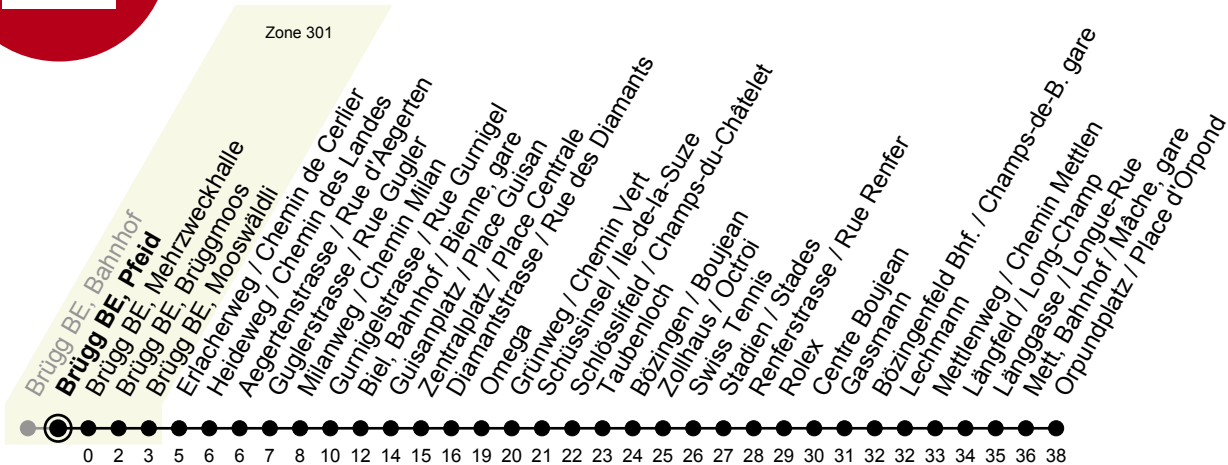 Zone 301
Brügg BE, Bahnhof
Brügg BE, Pfeid
Brügg BE, Mehrzweckhalle
Brügg BE, Brüggmoos
Brügg BE, Mooswäldli
Erlacherweg / Chemin de Cerlier
Heideweg / Chemin des Landes
Aegertenstrasse / Rue d'Aegerten
Guglerstrasse / Rue Gugler
Milanweg / Chemin Milan
Gurnigelstrasse / Rue Gurnigel
Biel, Bahnhof / Bienne, gare
Guisanplatz / Place Guisan
Zentralplatz / Place Centrale
Diamantstrasse / Rue des Diamants
Omega
Grünweg / Chemin Vert
Schüssinsel / Ile-de-la-Suze
Schlösslifeld / Champs-du-Châtelet
Taubenloch
Bözingen / Boujean
Zollhaus / Octroi
Swiss Tennis
Stadien / Stades
Renferstrasse / Rue Renfer
Rolex
Centre Boujean
Gassmann
Bözingenfeld Bhf. / Champs-de-B. gare
Lechmann
Mettlenweg / Chemin Mettlen
Längfeld / Long-Champ
Länggasse / Longue-Rue
Mett, Bahnhof / Mâche, gare
Orpundplatz / Place d'Orpond
0 2 3 5 6 6 7 8 10 12 14 15 16 19 20 21 22 23 24 25 26 27 28 29 30 31 32 32 33 34 35 36 38